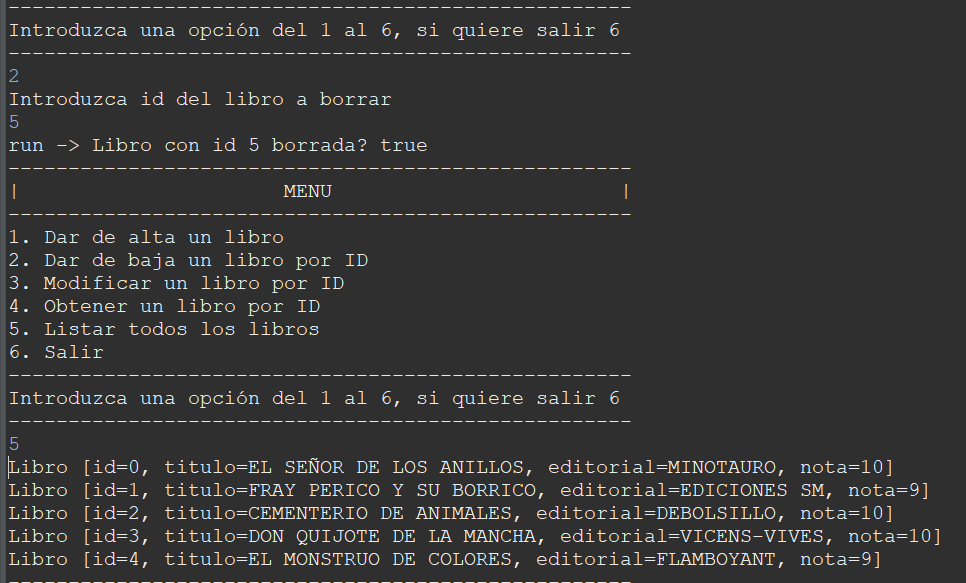 -----------------------------------------------------
Introduzca una opción del 1 al 6, si quiere salir 6
-----------------------------------------------------
2
Introduzca id del libro a borrar
5
run -> Libro con id 5 borrada? true
-----------------------------------------------------
| MENU |
-----------------------------------------------------
1. Dar de alta un libro
2. Dar de baja un libro por ID
3. Modificar un libro por ID
4. Obtener un libro por ID
5. Listar todos los libros
6. Salir
-----------------------------------------------------
Introduzca una opción del 1 al 6, si quiere salir 6
-----------------------------------------------------
5
Libro [id=0, titulo=EL SEÑOR DE LOS ANILLOS, editorial=MINOTAURO, nota=10]
Libro [id=1, titulo=FRAY PERICO Y SU BORRICO, editorial=EDICIONES SM, nota=9]
Libro [id=2, titulo=CEMENTERIO DE ANIMALES, editorial=DEBOLSILLO, nota=10]
Libro [id=3, titulo=DON QUIJOTE DE LA MANCHA, editorial=VICENS-VIVES, nota=10]
Libro [id=4, titulo=EL MONSTRUO DE COLORES, editorial=FLAMBOYANT, nota=9]
-----------------------------------------------------